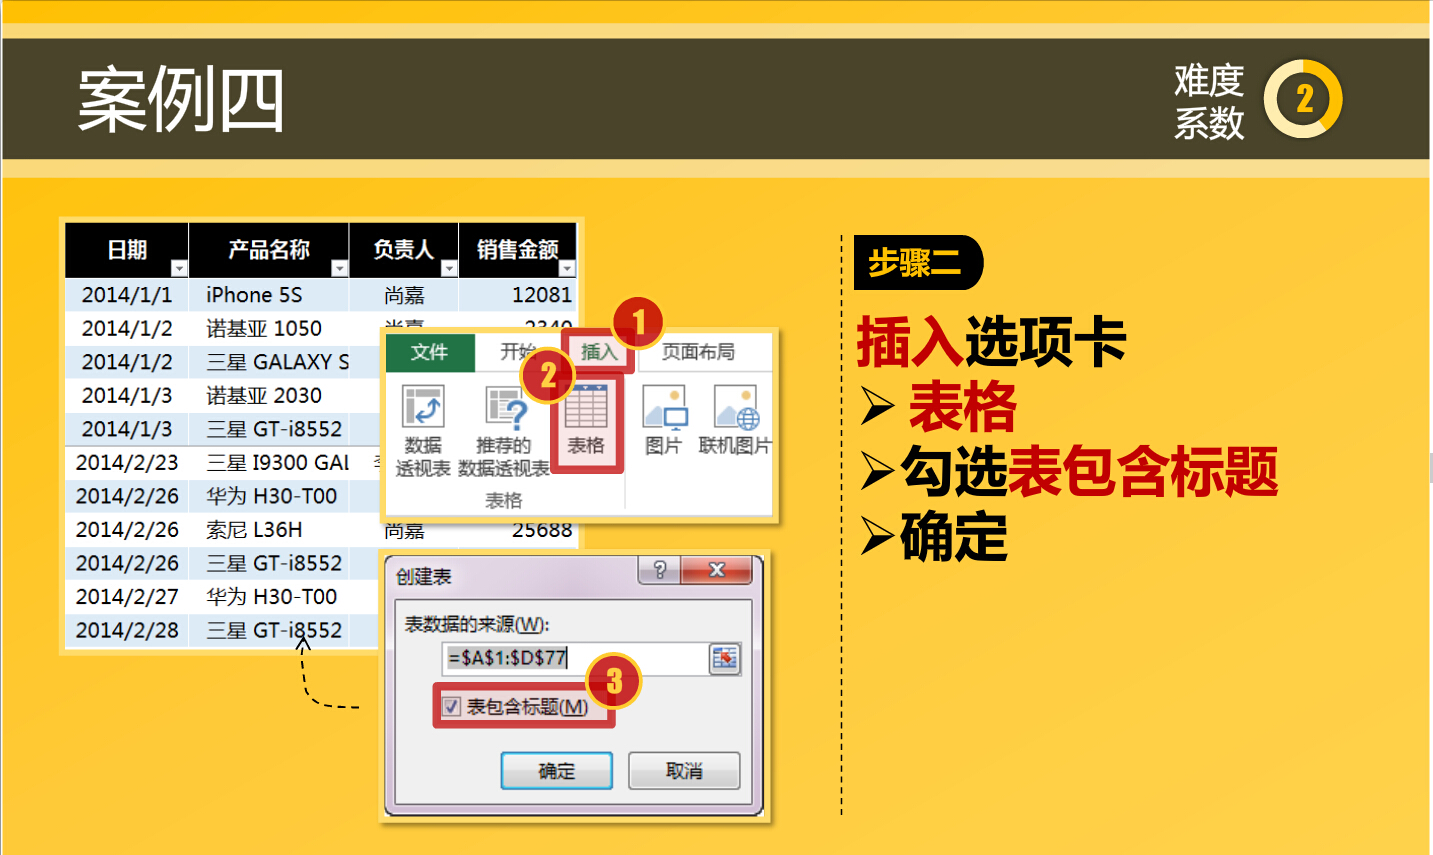 案例四
难度
系数
2
日期 产品名称 负责人 销售金额
2014/1/1 iPhone 5S 尚嘉 12081
2014/1/2 诺基亚 1050
2014/1/2 三星 GALAXY S
2014/1/3 诺基亚 2030
2014/1/3 三星 GT-i8552
2014/2/23 三星 I9300 GAL
2014/2/26 华为 H30-T00
2014/2/26 索尼 L36H 尚嘉 25688
2014/2/26 三星 GT-i8552
2014/2/27 华为 H30-T00
2014/2/28 三星 GT-i8552
1
文件 开始 插入 页面布局
2
数据
透视表
推荐的
数据透视表
表格
图片
联机图片
表格
创建表
表数据的来源(W):
=$A$1:$D$77
3
表包含标题(M)
确定 取消
步骤二
插入选项卡
表格
勾选表包含标题
确定